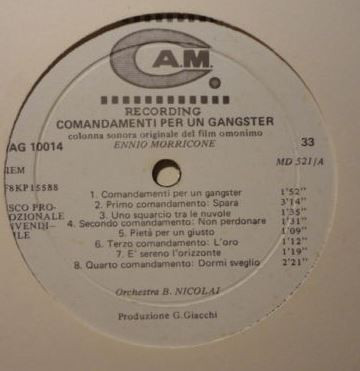 C.A.M.
RECORDING
COMANDAMENTI PER UN GANGSTER
colonna sonora originale del film omonimo
AG 10014
ENNIO MORRICONE
33
MD 521/A
IEM
F8KP15588
SCO PRO-
OZIONALE
VENDI-
ILE
1. Comandamenti per un gangster 1'52"
2. Primo comandamento: Spara 3'14"
3. Uno squarcio tra le nuvole 1'35"
4. Secondo comandamento: Non perdonare 1'31"
5. Pietà per un giusto 1'09"
6. Terzo comandamento: L'oro 1'12"
7. E' sereno l'orizzonte 1'19"
8. Quarto comandamento: Dormi sveglio 2'21"
Orchestra B. NICOLAI
Produzione G. Giacchi